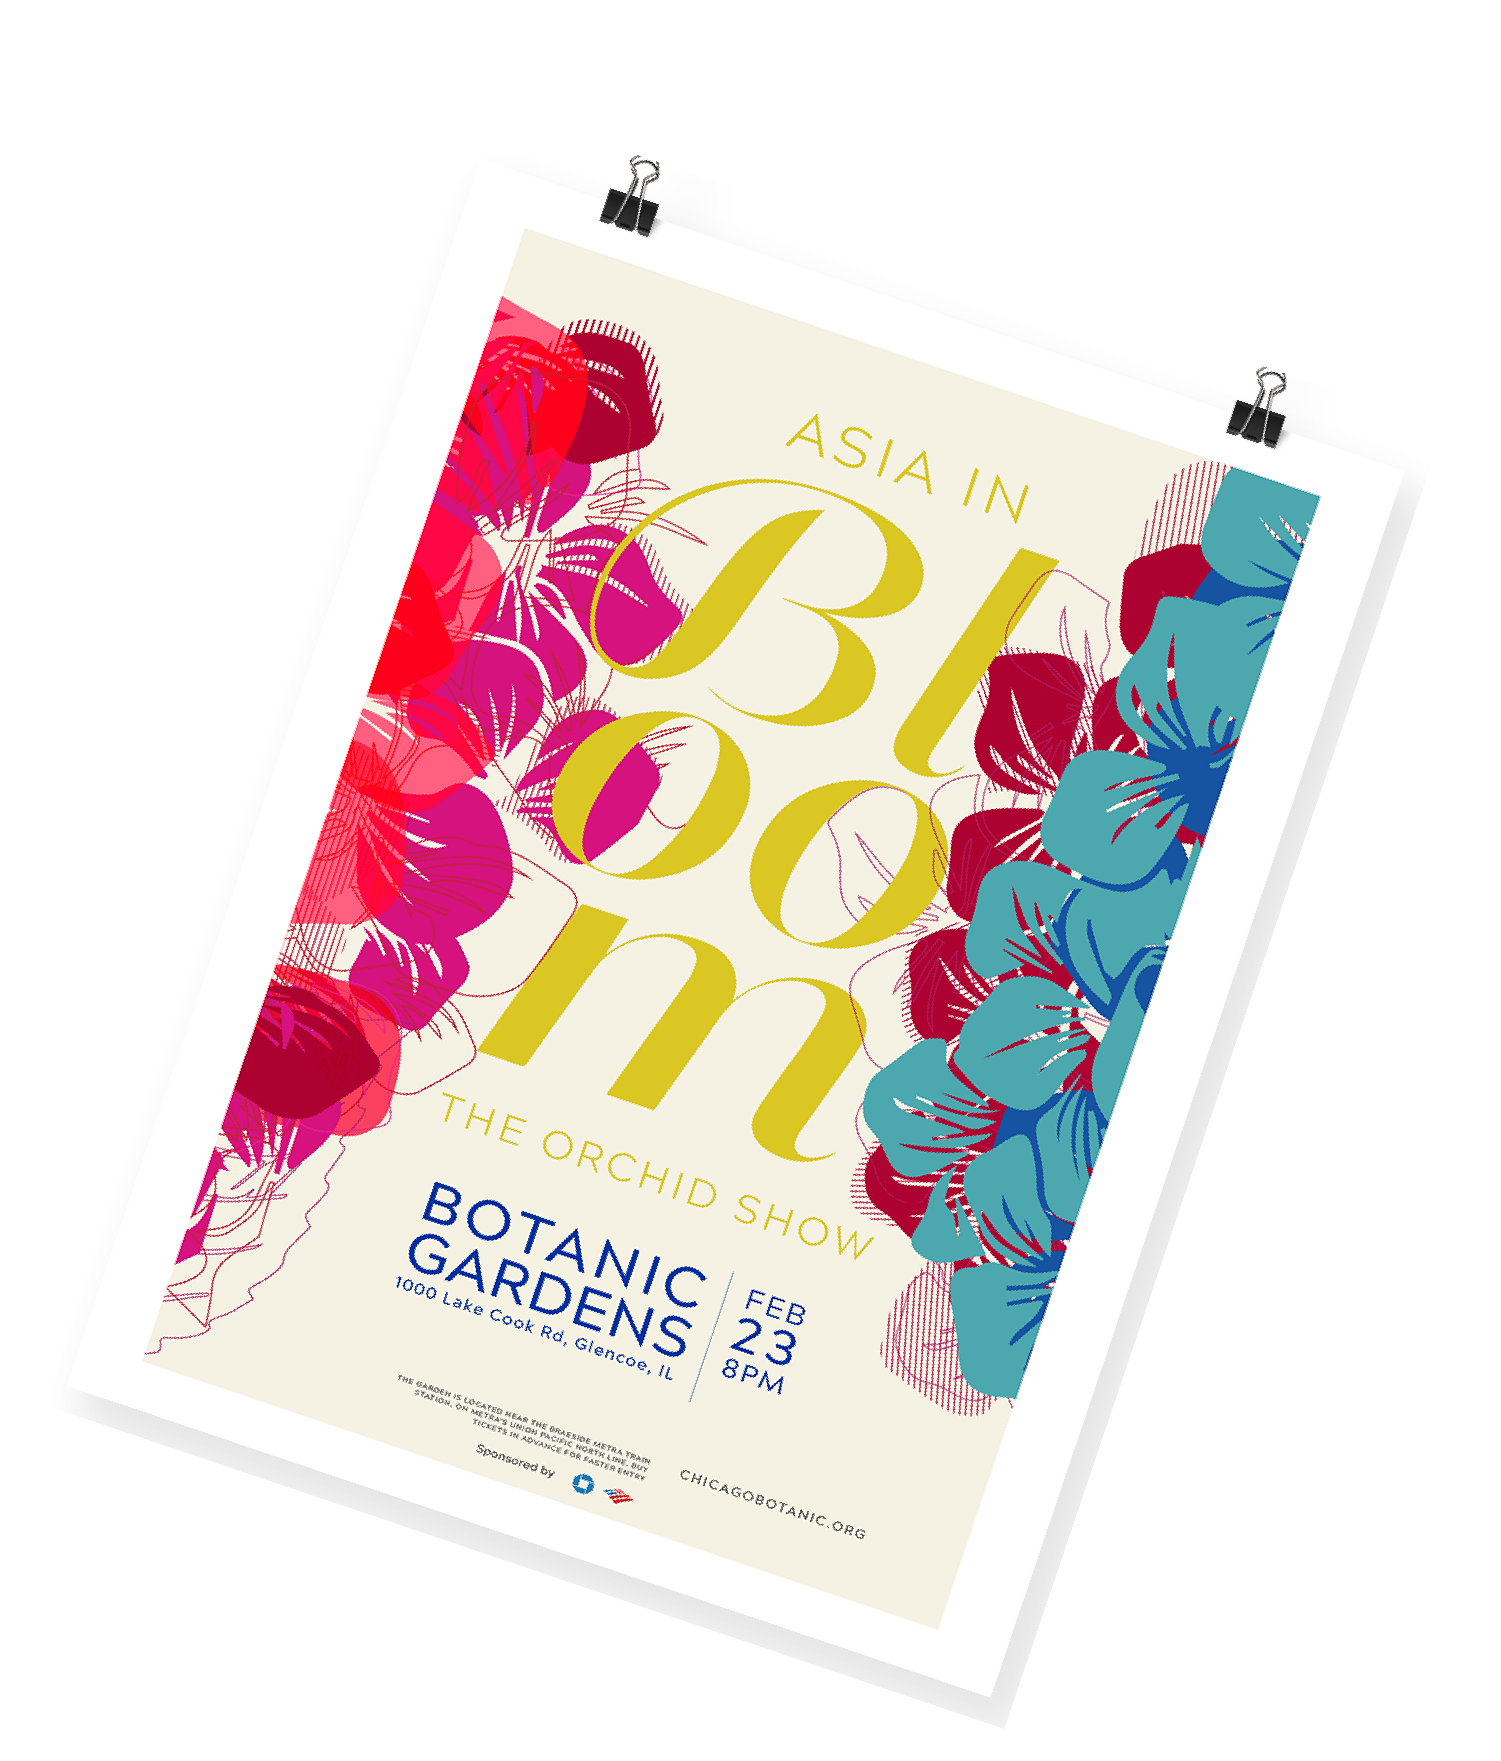 ASIA IN
Bl
oo
m
THE ORCHID SHOW
BOTANIC
GARDENS
1000 Lake Cook Rd, Glencoe, IL
FEB
23
8PM
THE GARDEN IS LOCATED NEAR THE BRAESIDE METRA TRAIN
STATION, ON METRA'S UNION PACIFIC NORTH LINE. BUY
TICKETS IN ADVANCE FOR FASTER ENTRY
Sponsored by
CHICAGOBOTANIC.ORG